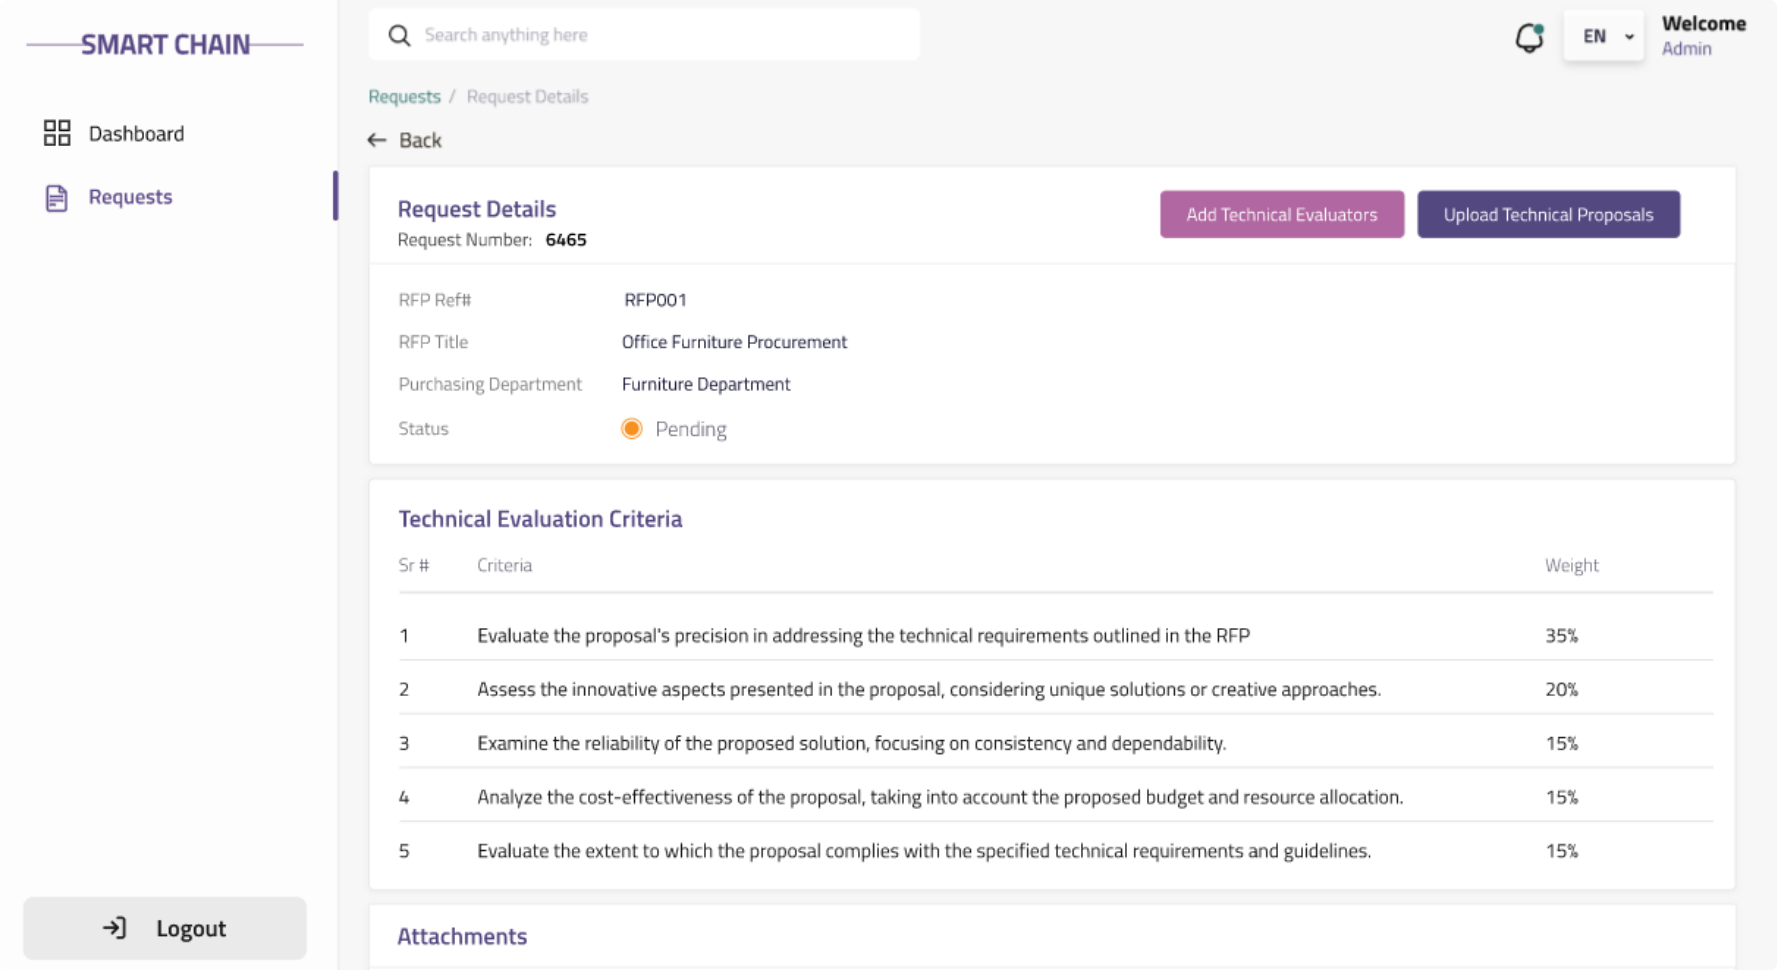 SMART CHAIN
Search anything here
EN
Welcome
Admin
Dashboard
Requests
Requests / Request Details
Back
Request Details
Request Number: 6465
Add Technical Evaluators
Upload Technical Proposals
RFP Ref# RFP001
RFP Title Office Furniture Procurement
Purchasing Department Furniture Department
Status Pending
Technical Evaluation Criteria
Sr # Criteria Weight
1 Evaluate the proposal's precision in addressing the technical requirements outlined in the RFP 35%
2 Assess the innovative aspects presented in the proposal, considering unique solutions or creative approaches. 20%
3 Examine the reliability of the proposed solution, focusing on consistency and dependability. 15%
4 Analyze the cost-effectiveness of the proposal, taking into account the proposed budget and resource allocation. 15%
5 Evaluate the extent to which the proposal complies with the specified technical requirements and guidelines. 15%
Attachments
Logout